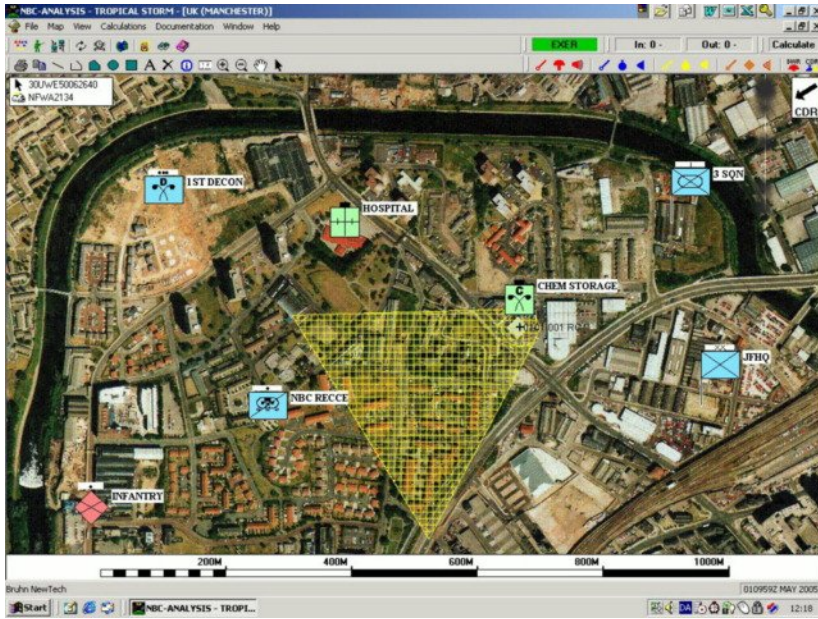 NBC-ANALYSIS - TROPICAL STORM - [UK (MANCHESTER)]
File Map View Calculations Documentation Window Help
EXER In: 0 - Out: 0 - Calculate
30UWE50062640
NFWA2134
CDR
D
1ST DECON
3 SQN
HOSPITAL
C
CHEM STORAGE
JFHQ
NBC RECCE
INFANTRY
200M 400M 600M 800M 1000M
Bruhn NewTech 010959Z MAY 2005
Start NBC-ANALYSIS - TROPI... DA 12:18